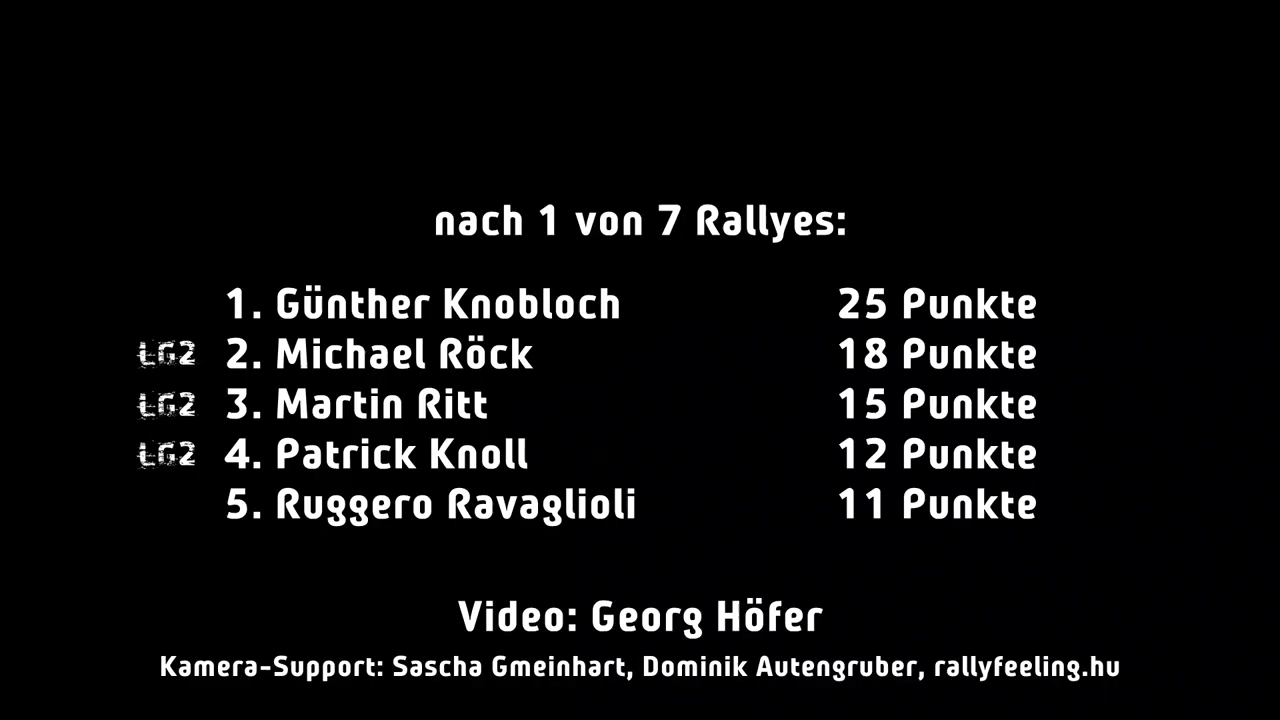 nach 1 von 7 Rallyes:
1. Günther Knobloch 25 Punkte
LG2 2. Michael Röck 18 Punkte
LG2 3. Martin Ritt 15 Punkte
LG2 4. Patrick Knoll 12 Punkte
5. Ruggero Ravaglioli 11 Punkte
Video: Georg Höfer
Kamera-Support: Sascha Gmeinhart, Dominik Autengruber, rallyfeeling.hu